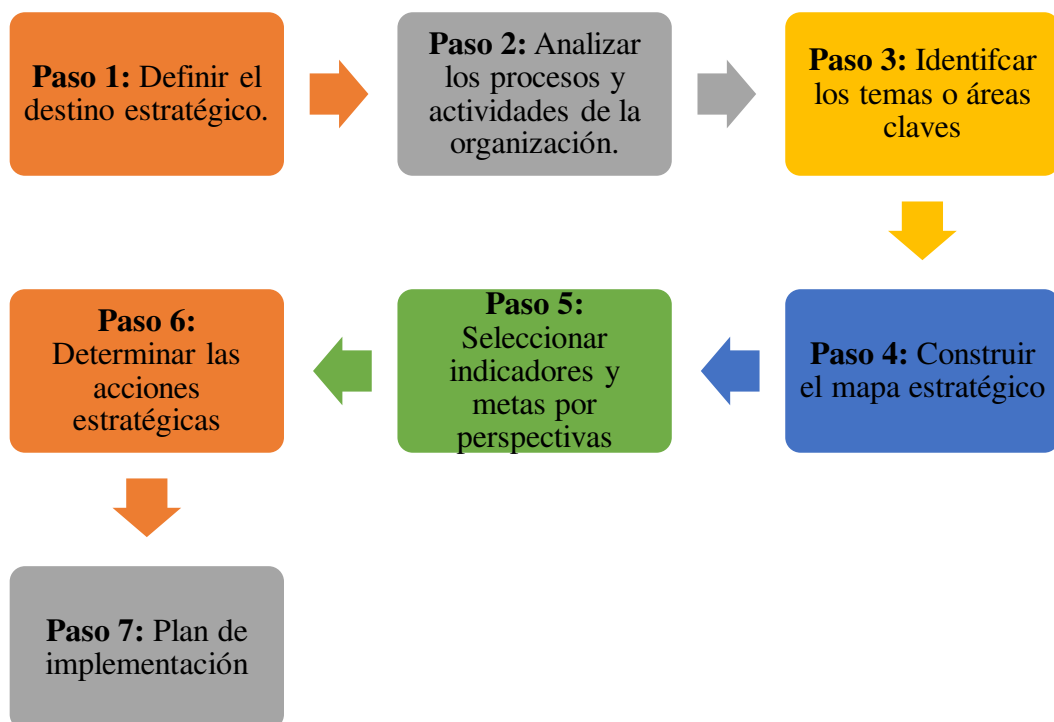 Paso 1: Definir el
destino estratégico.
Paso 2: Analizar
los procesos y
actividades de la
organización.
Paso 3: Identifcar
los temas o áreas
claves
Paso 4: Construir
el mapa estratégico
Paso 5:
Seleccionar
indicadores y
metas por
perspectivas
Paso 6:
Determinar las
acciones
estratégicas
Paso 7: Plan de
implementación